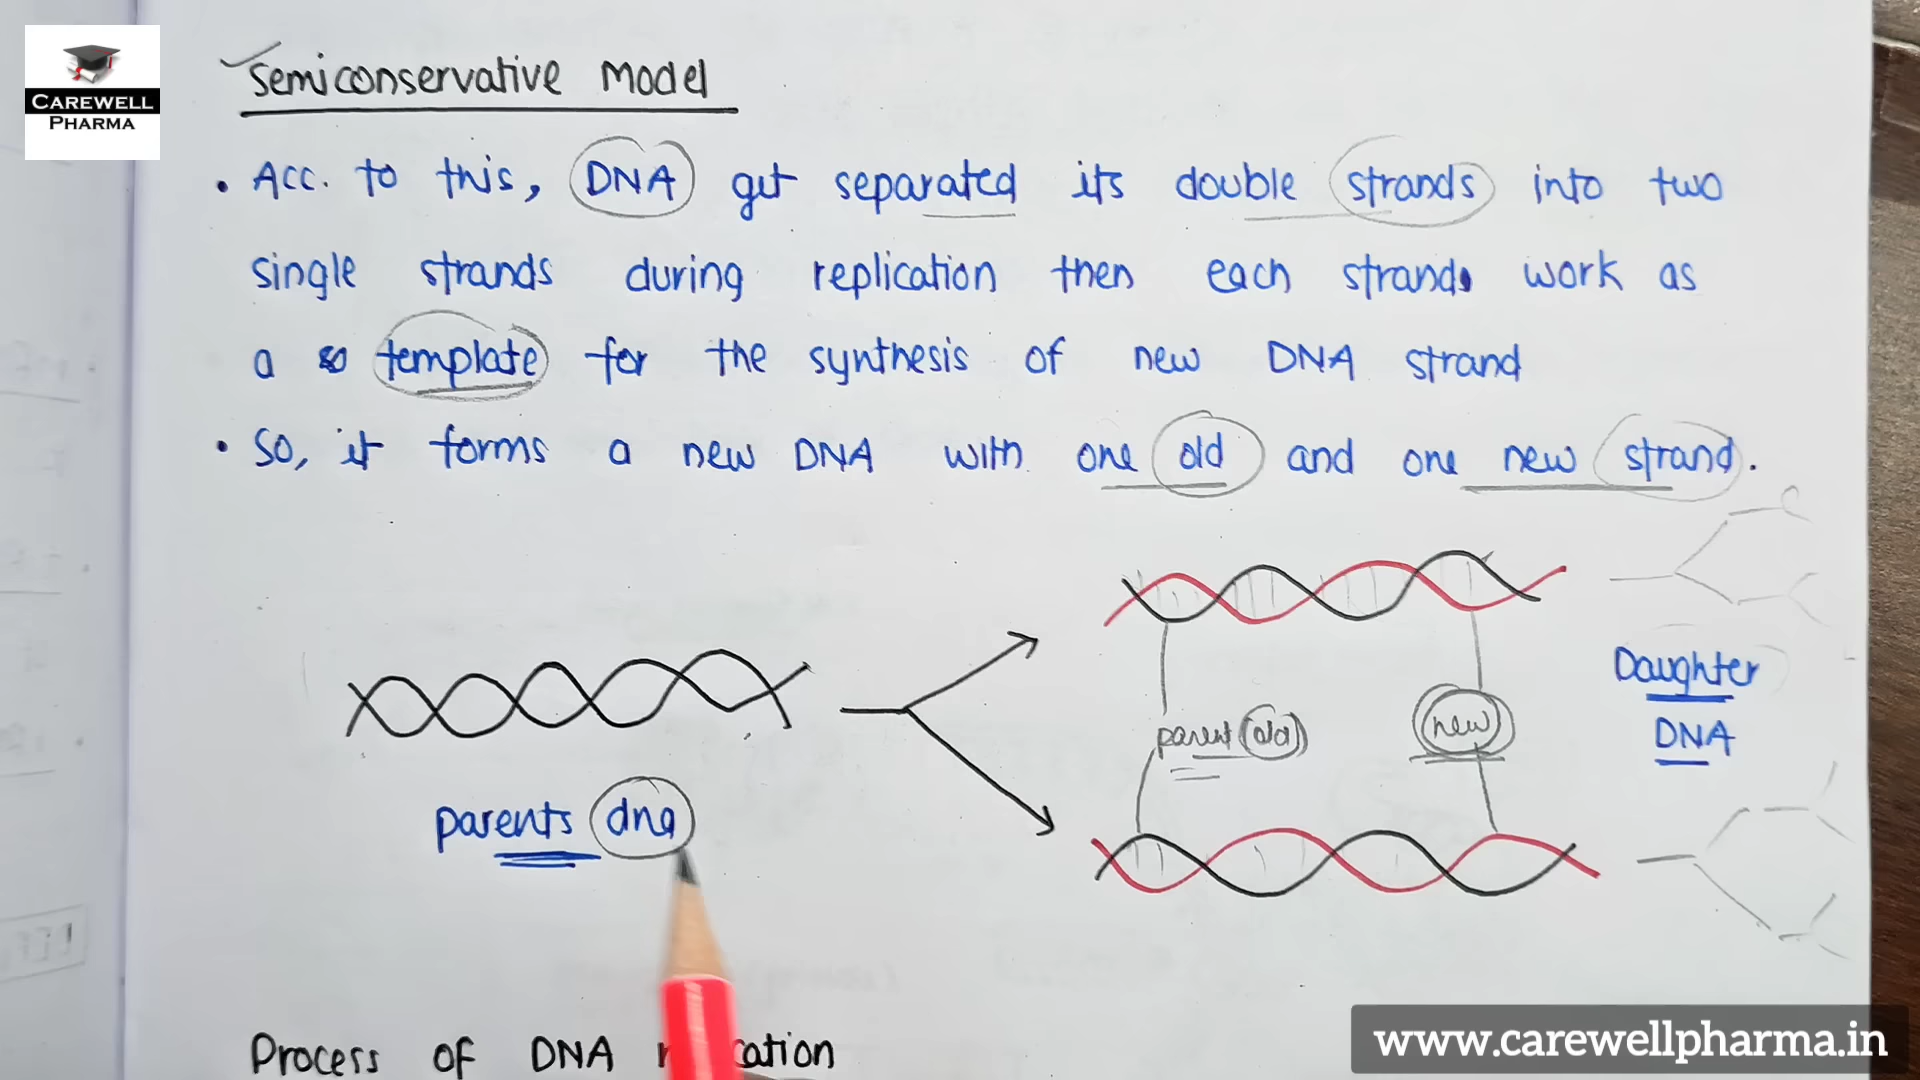 CAREWELL
PHARMA
Semiconservative Model
• Acc. to this, DNA get separated its double strands into two
single strands during replication then each strand work as
a template for the synthesis of new DNA strand
• So, it forms a new DNA with one old and one new strand.
parent (old)
new
Daughter
DNA
parents dna
Process of DNA
www.carewellpharma.in